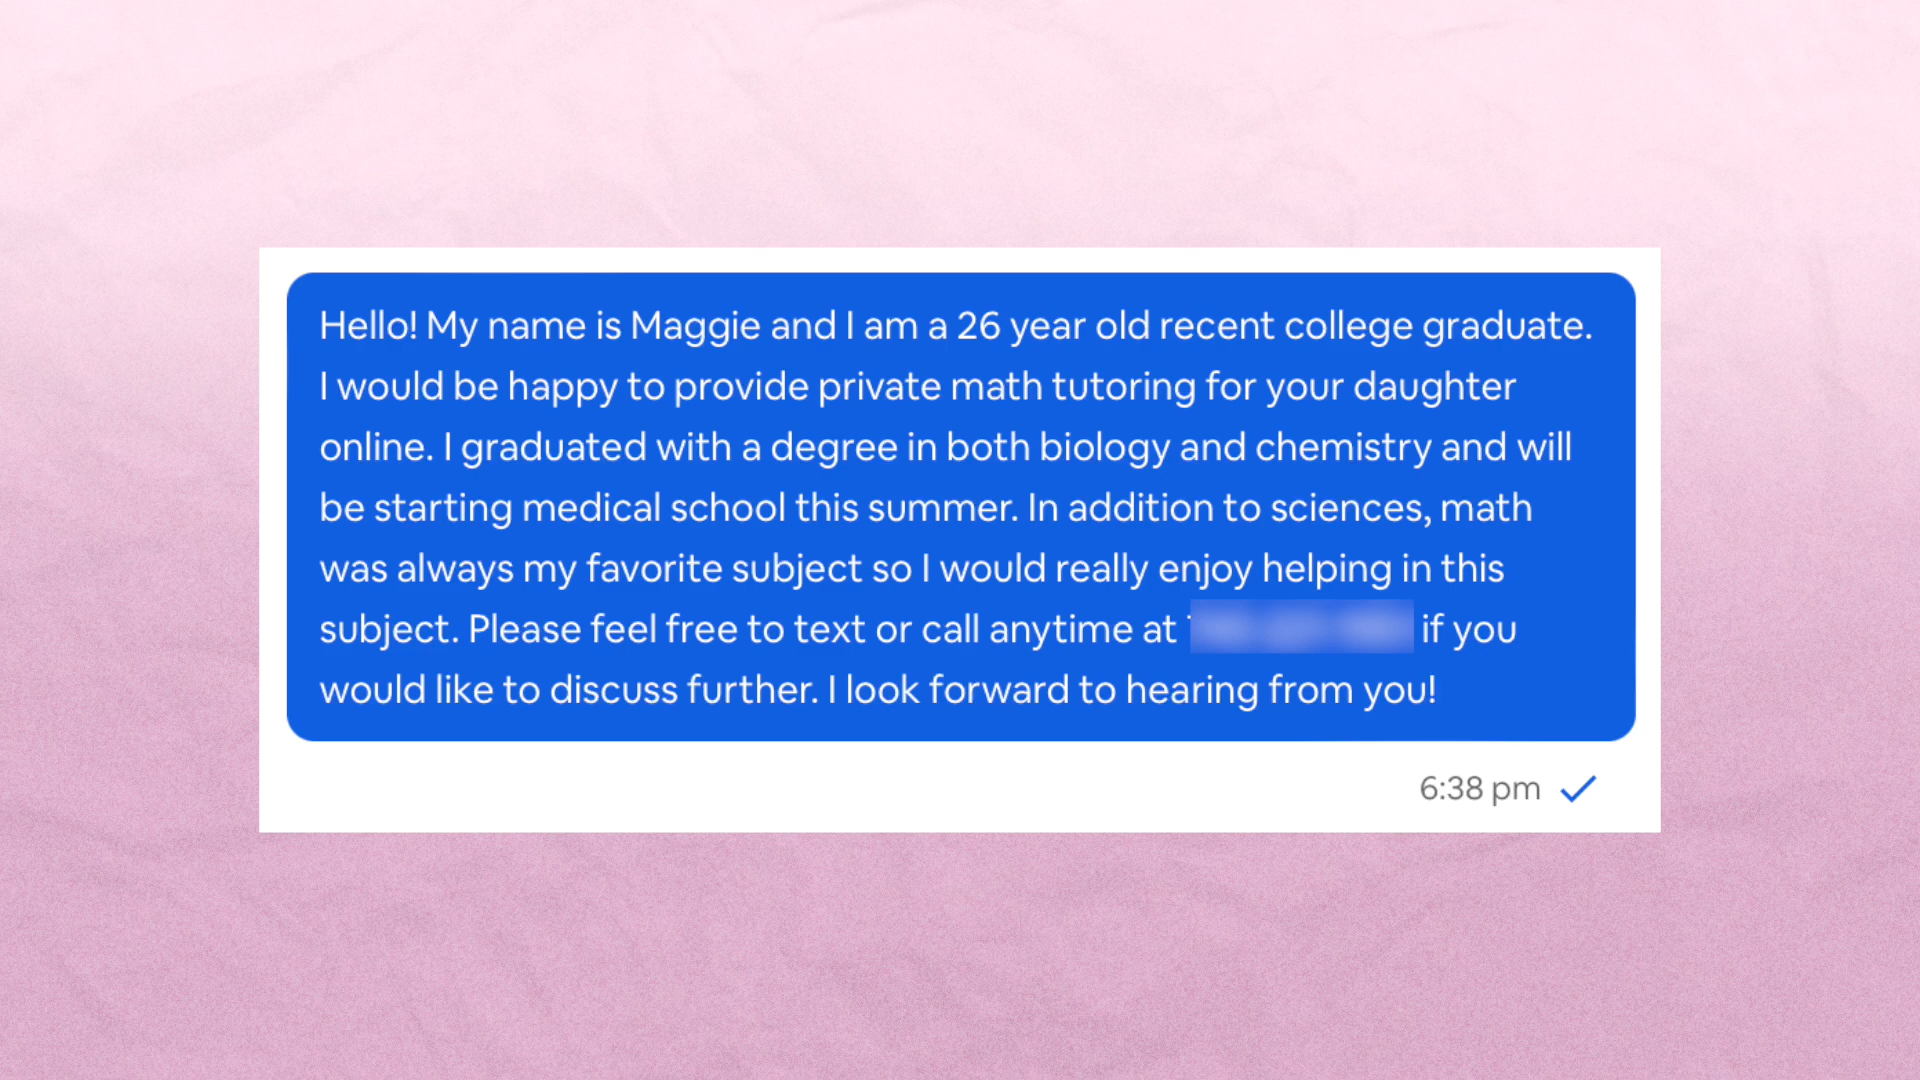 Hello! My name is Maggie and I am a 26 year old recent college graduate.
I would be happy to provide private math tutoring for your daughter
online. I graduated with a degree in both biology and chemistry and will
be starting medical school this summer. In addition to sciences, math
was always my favorite subject so I would really enjoy helping in this
subject. Please feel free to text or call anytime at if you
would like to discuss further. I look forward to hearing from you!
6:38 pm